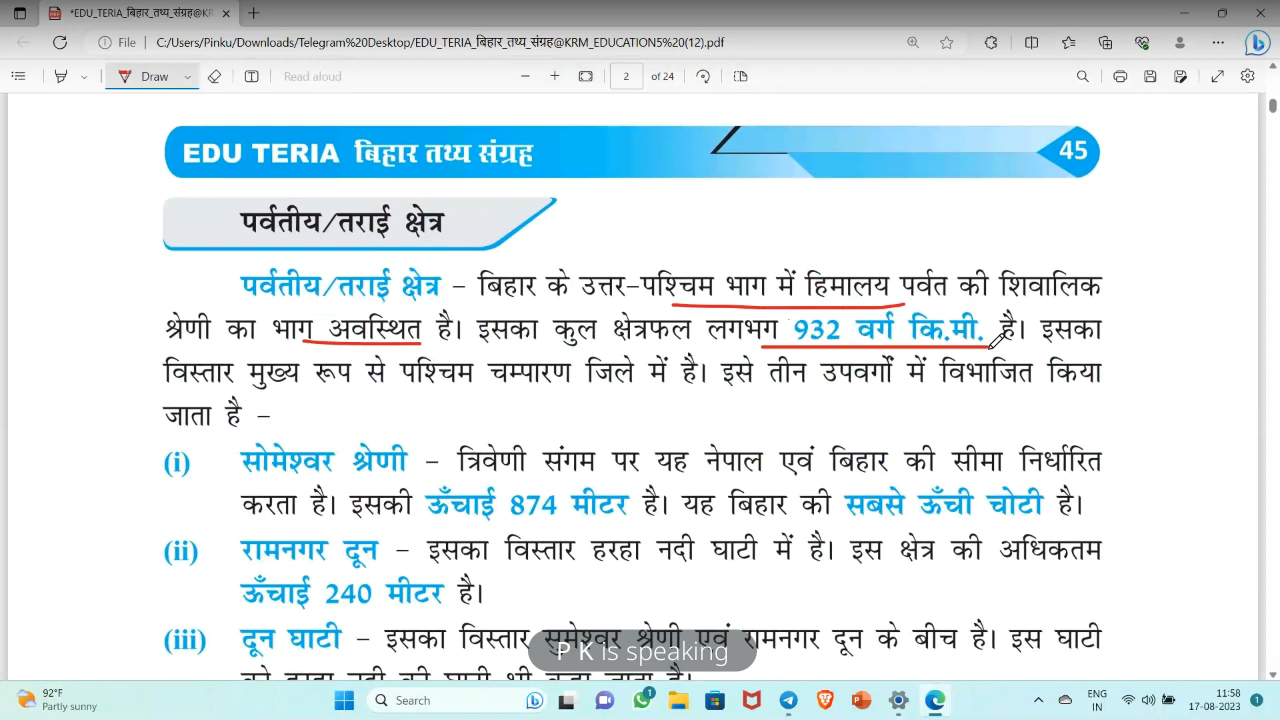 *EDU_TERIA_बिहार_तथ्य_संग्रह@KR
File C:/Users/Pinku/Downloads/Telegram%20Desktop/EDU_TERIA_बिहार_तथ्य_संग्रह@KRM_EDUCATION5%20(12).pdf
Draw Read aloud 2 of 24
EDU TERIA बिहार तथ्य संग्रह 45
पर्वतीय/तराई क्षेत्र
पर्वतीय/तराई क्षेत्र – बिहार के उत्तर-पश्चिम भाग में हिमालय पर्वत की शिवालिक
श्रेणी का भाग अवस्थित है। इसका कुल क्षेत्रफल लगभग 932 वर्ग कि.मी. है। इसका
विस्तार मुख्य रूप से पश्चिम चम्पारण जिले में है। इसे तीन उपवर्गों में विभाजित किया
जाता है –
(i) सोमेश्वर श्रेणी – त्रिवेणी संगम पर यह नेपाल एवं बिहार की सीमा निर्धारित
करता है। इसकी ऊँचाई 874 मीटर है। यह बिहार की सबसे ऊँची चोटी है।
(ii) रामनगर दून – इसका विस्तार हरहा नदी घाटी में है। इस क्षेत्र की अधिकतम
ऊँचाई 240 मीटर है।
(iii) दून घाटी – इसका विस्तार सुमेश्वर श्रेणी एवं रामनगर दून के बीच है। इस घाटी
को हरहा नदी की घाटी भी कहा जाता है।
P K is speaking
92°F
Partly sunny
Search
1
ENG
IN
11:58
17-08-2023